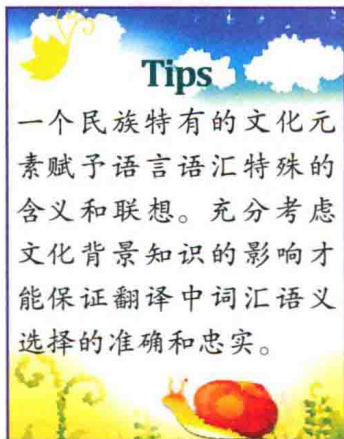 Tips
一个民族特有的文化元
素赋予语言语汇特殊的
含义和联想。充分考虑
文化背景知识的影响才
能保证翻译中词汇语义
选择的准确和忠实。